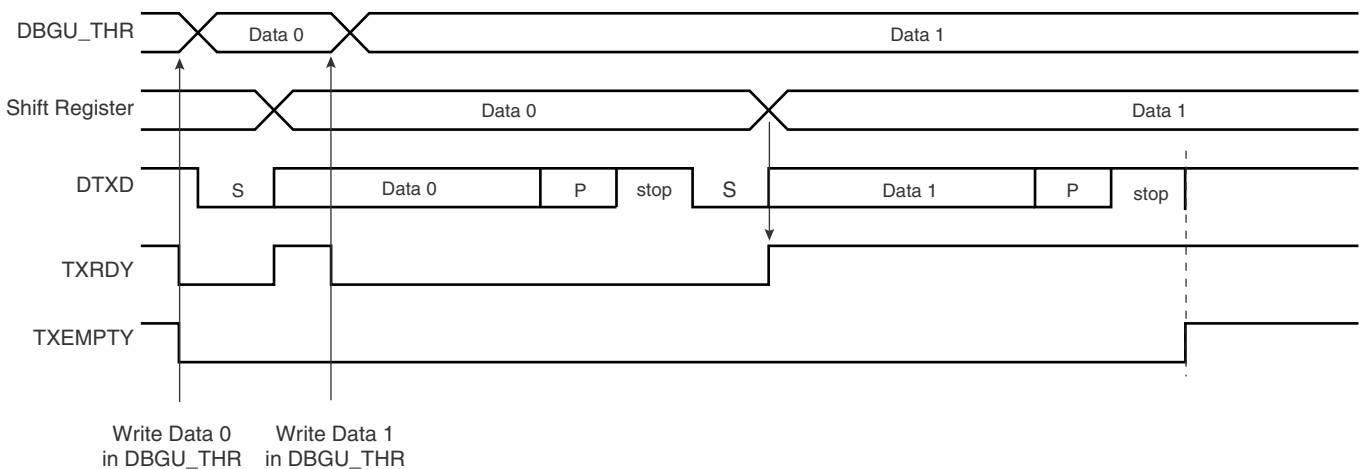 DBGU_THR
Data 0
Data 1
Shift Register
Data 0
Data 1
DTXD
S
Data 0
P
stop
S
Data 1
P
stop
TXRDY
TXEMPTY
Write Data 0
in DBGU_THR
Write Data 1
in DBGU_THR